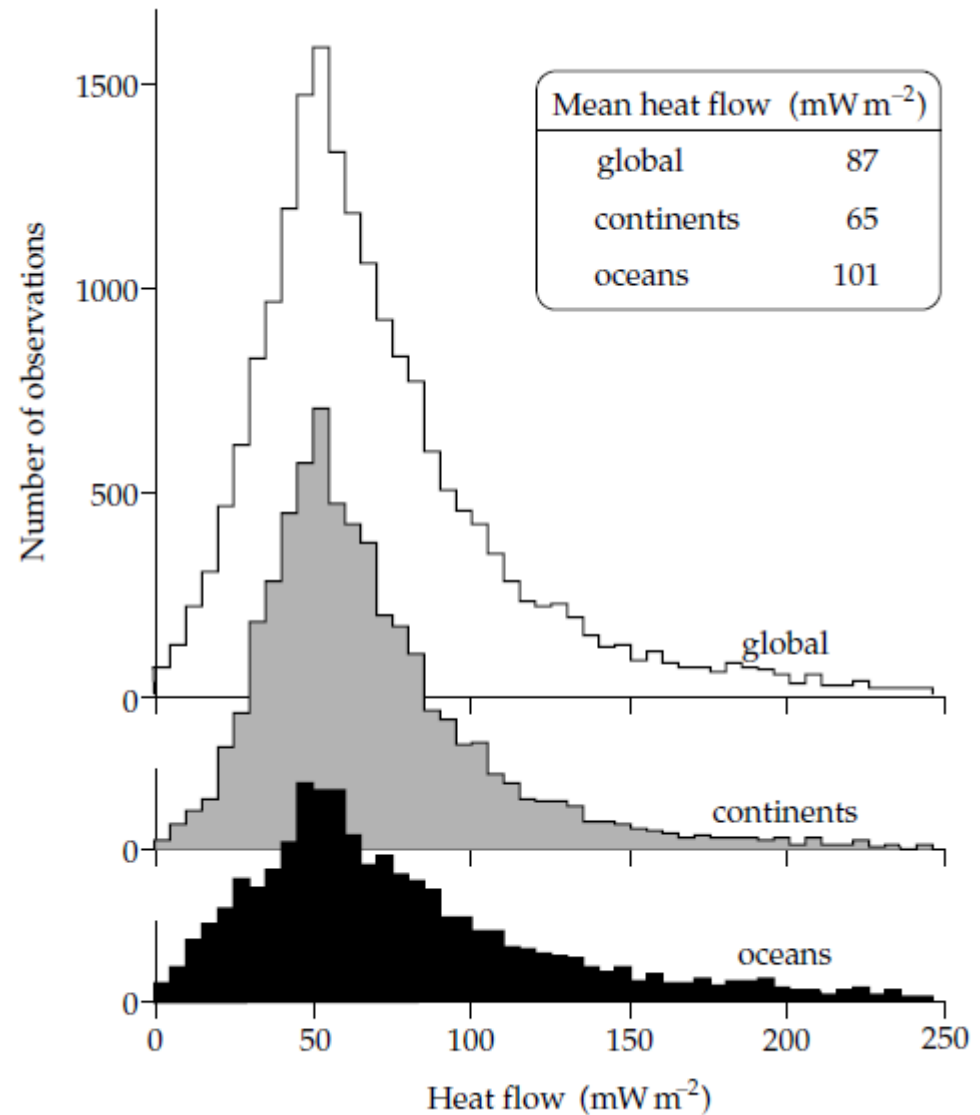 1500
Mean heat flow (mW m⁻²)
global 87
continents 65
oceans 101
1000
Number of observations
500
global
0
continents
0
oceans
0
0 50 100 150 200 250
Heat flow (mW m⁻²)